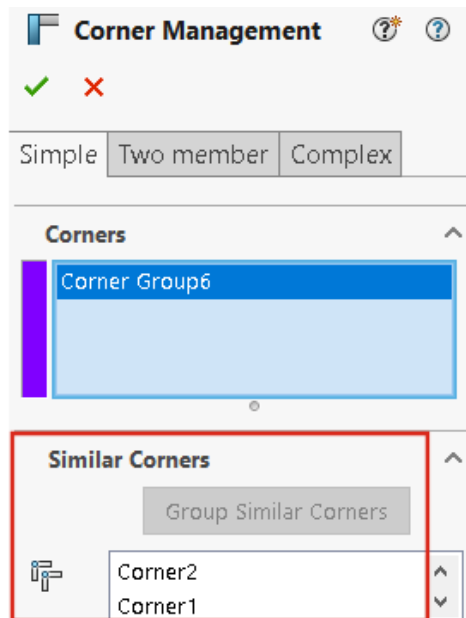 Corner Management
Simple Two member Complex
Corners
Corner Group6
Similar Corners
Group Similar Corners
Corner2
Corner1